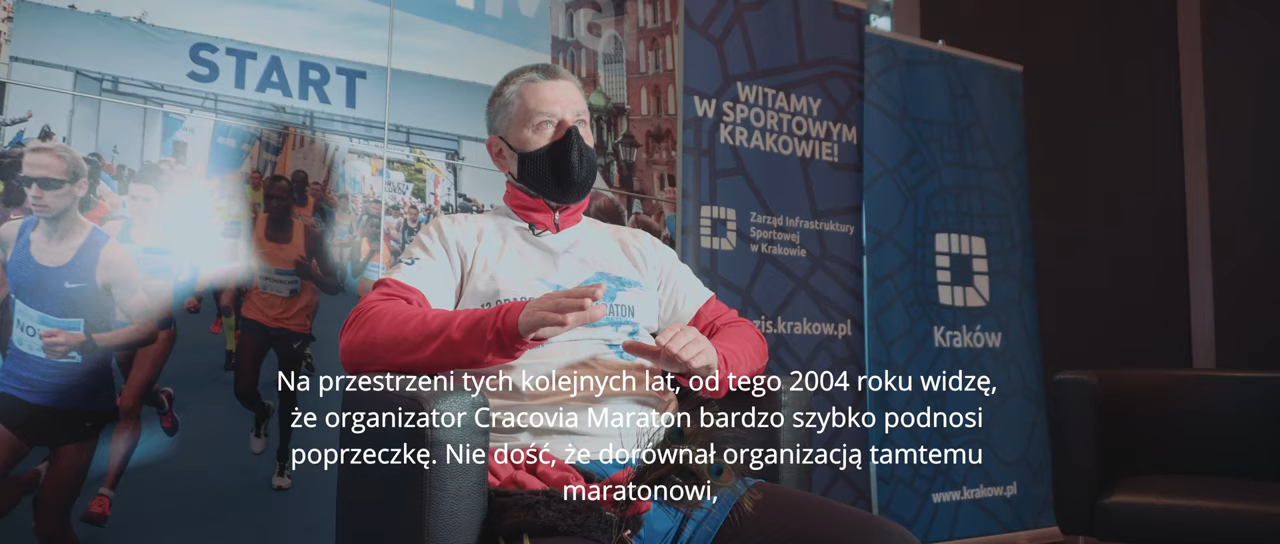 START
WITAMY
W SPORTOWYM
KRAKOWIE!
Zarząd Infrastruktury
Sportowej
w Krakowie
zis.krakow.pl
Kraków
www.krakow.pl
Na przestrzeni tych kolejnych lat, od tego 2004 roku widzę,
że organizator Cracovia Maraton bardzo szybko podnosi
poprzeczkę. Nie dość, że dorównał organizacją tamtemu
maratonowi,